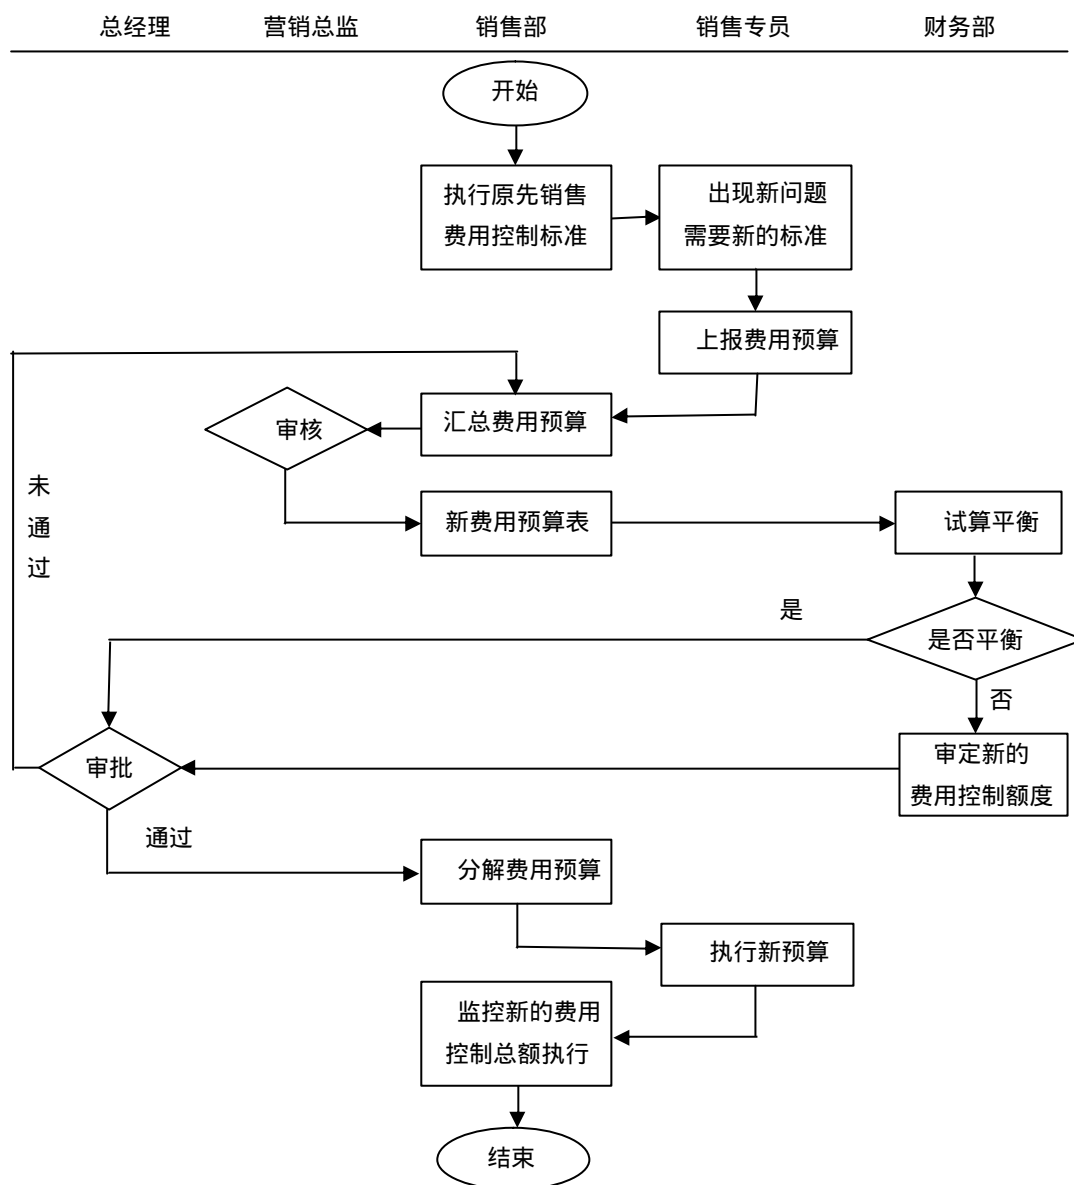 总经理 营销总监 销售部 销售专员 财务部
开始
执行原先销售
费用控制标准
出现新问题
需要新的标准
上报费用预算
汇总费用预算
审核
未
通
过
新费用预算表
试算平衡
是
是否平衡
否
审批
审定新的
费用控制额度
通过
分解费用预算
执行新预算
监控新的费用
控制总额执行
结束